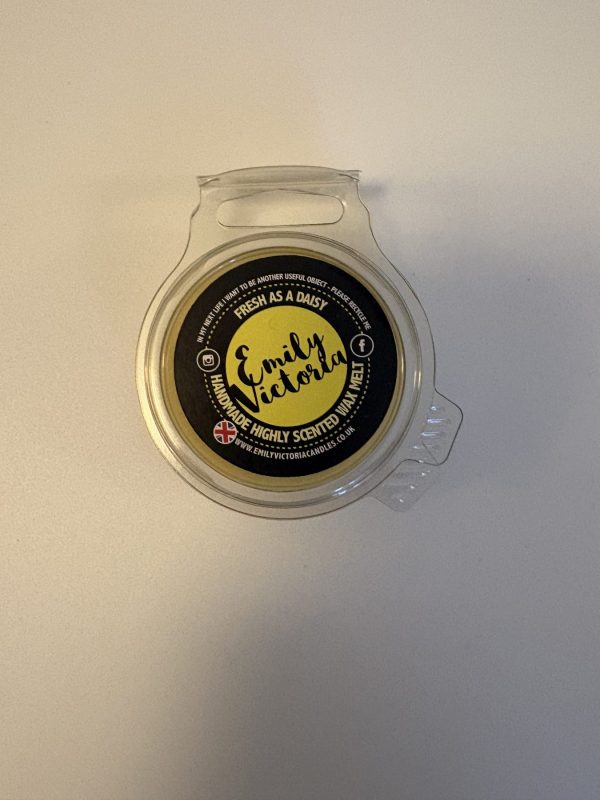 IN MY NEXT LIFE I WANT TO BE ANOTHER USEFUL OBJECT - PLEASE RECYCLE ME
FRESH AS A DAISY
Emily
Victoria
HANDMADE HIGHLY SCENTED WAX MELT
WWW.EMILYVICTORIACANDLES.CO.UK